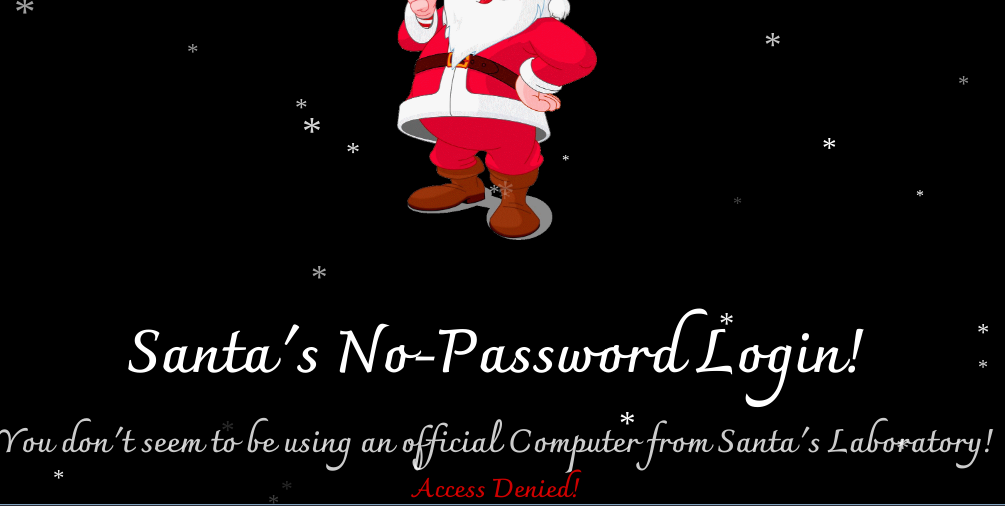 Santa's No-Password Login!
You don't seem to be using an official Computer from Santa's Laboratory!
Access Denied!